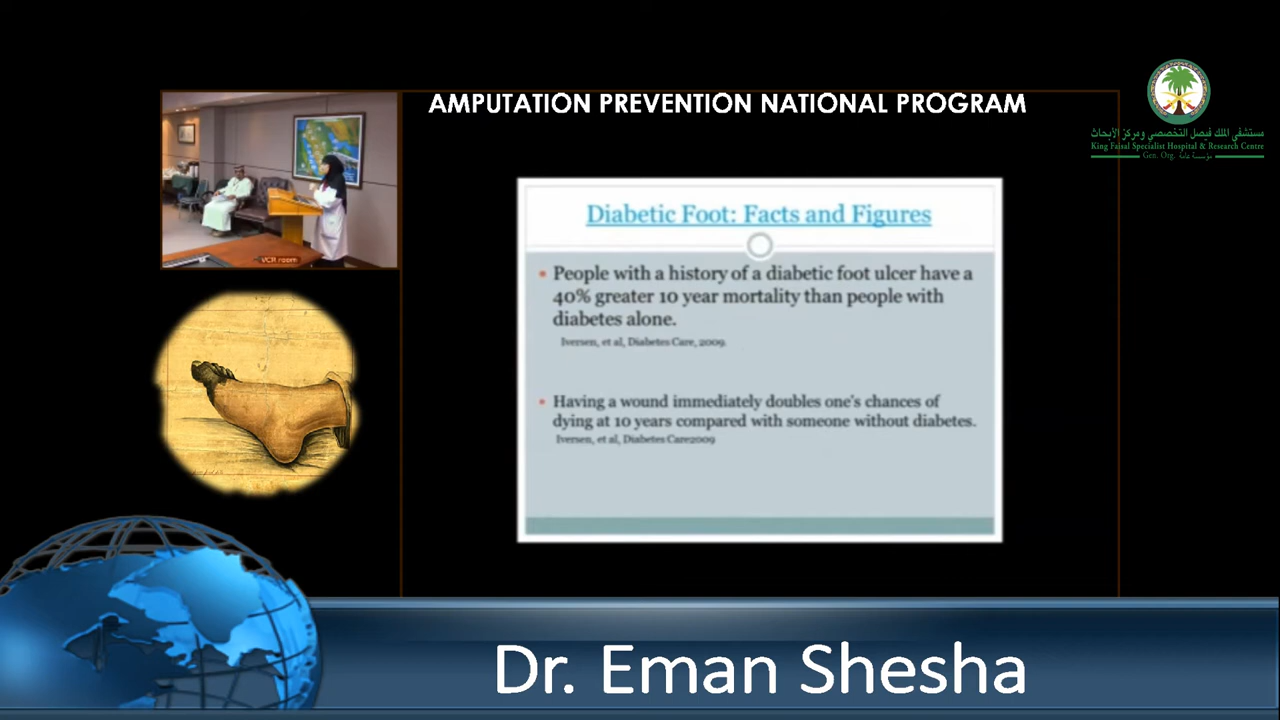 AMPUTATION PREVENTION NATIONAL PROGRAM
مستشفى الملك فيصل التخصصي ومركز الأبحاث
King Faisal Specialist Hospital & Research Centre
Gen. Org. مؤسسة عامة
VCR room
Diabetic Foot: Facts and Figures
• People with a history of a diabetic foot ulcer have a
40% greater 10 year mortality than people with
diabetes alone.
Iversen, et al, Diabetes Care, 2009.
• Having a wound immediately doubles one's chances of
dying at 10 years compared with someone without diabetes.
Iversen, et al, Diabetes Care2009
Dr. Eman Shesha